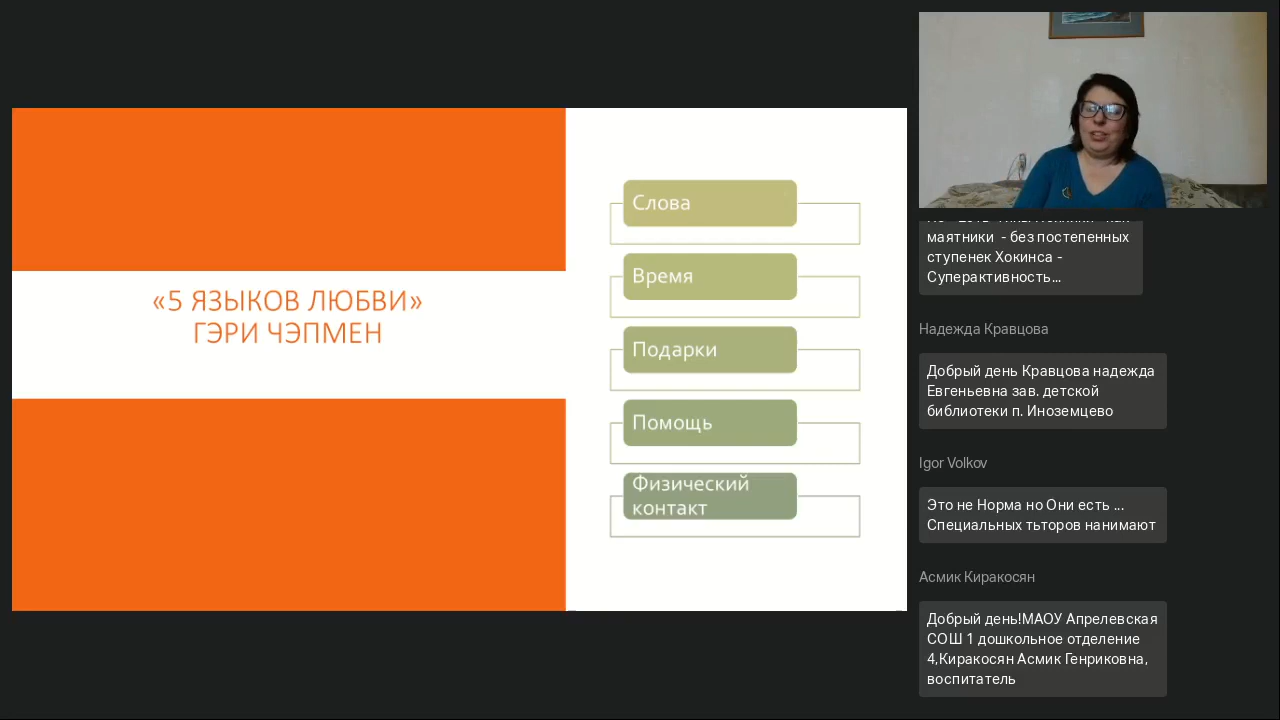 «5 ЯЗЫКОВ ЛЮБВИ»
ГЭРИ ЧЭПМЕН
Слова
Время
Подарки
Помощь
Физический
контакт
маятники - без постепенных
ступенек Хокинса -
Суперактивность...
Надежда Кравцова
Добрый день Кравцова надежда
Евгеньевна зав. детской
библиотеки п. Иноземцево
Igor Volkov
Это не Норма но Они есть ...
Специальных тьторов нанимают
Асмик Киракосян
Добрый день!МАОУ Апрелевская
СОШ 1 дошкольное отделение
4,Киракосян Асмик Генриковна,
воспитатель